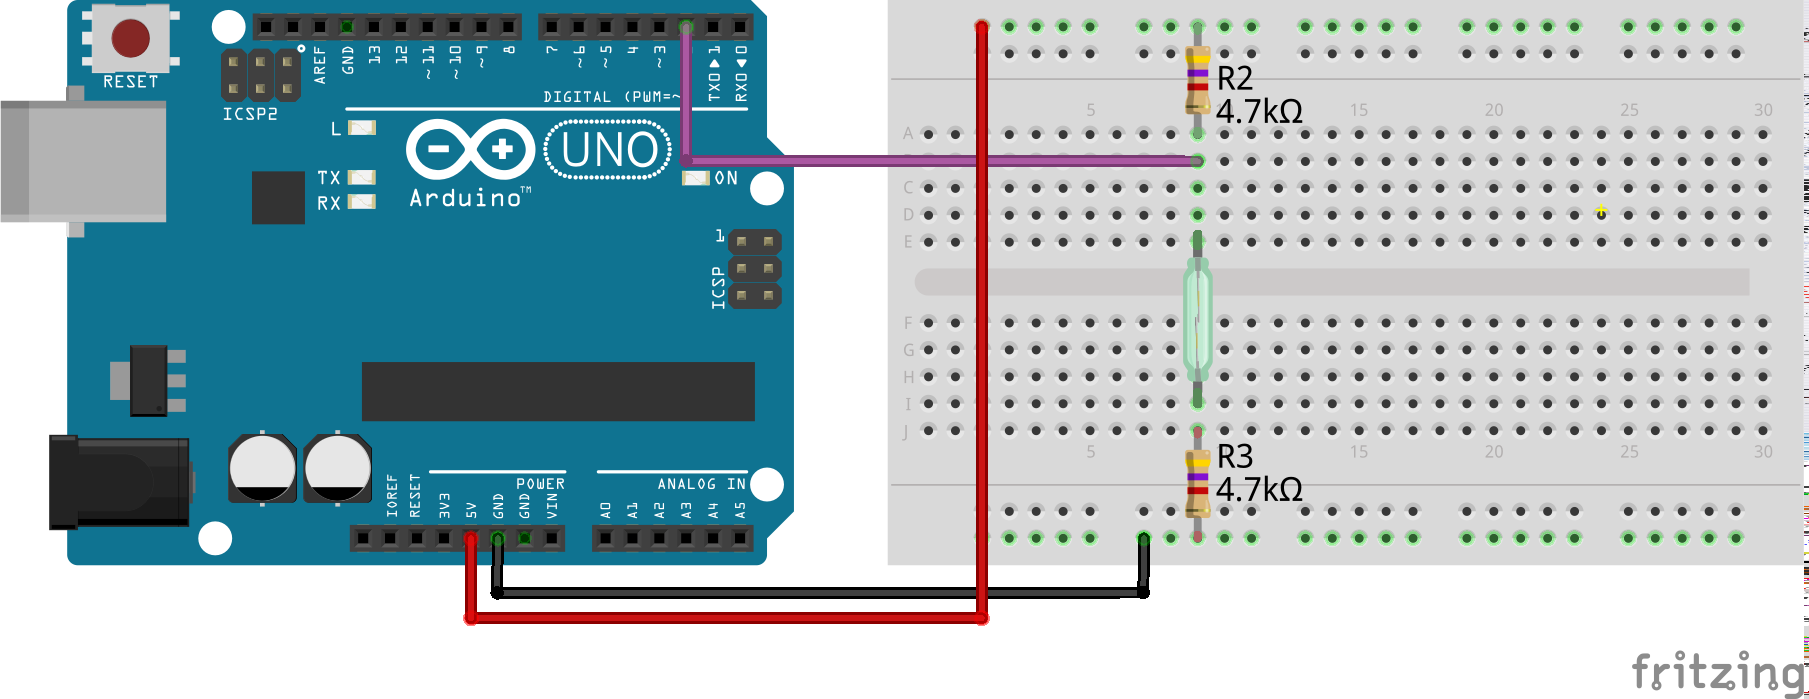 RESET
ICSP2
AREF
GND
13
12
~11
~10
~9
8
7
~6
~5
4
~3
TXO▶1
RXO◀0
DIGITAL (PWM=~
L
TX
RX
UNO
Arduino™
ON
1
ICSP
POWER
ANALOG IN
IOREF
RESET
3V3
5V
GND
GND
VIN
A0
A1
A2
A3
A4
A5
R2
4.7kΩ
5 15 20 25 30
A
C
D
E
F
G
H
I
J
5 15 20 25 30
R3
4.7kΩ
fritzing